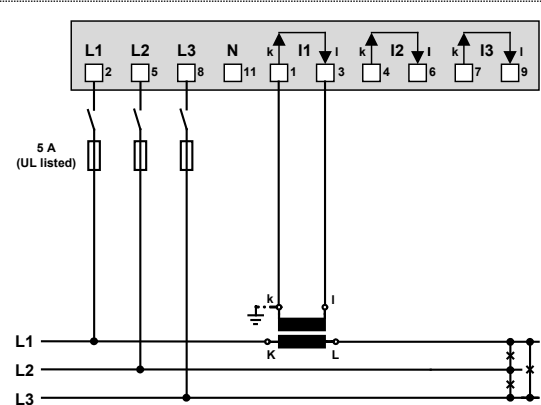 L1 L2 L3 N k I1 l k I2 l k I3 l
2 5 8 11 1 3 4 6 7 9
5 A
(UL listed)
k l
L1 K L
L2
L3